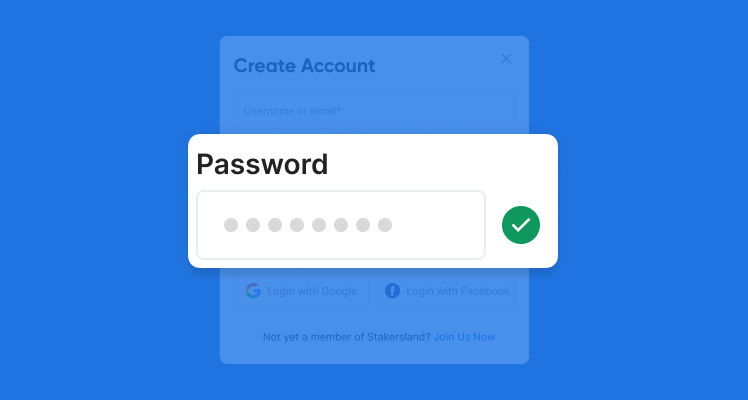 Create Account
Username or email*
Password
Login with Google
Login with Facebook
Not yet a member of Stakersland? Join Us Now